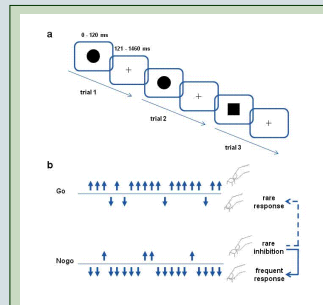 a
0 - 120 ms
121 - 1460 ms
trial 1
trial 2
trial 3
b
Go
rare
response
Nogo
rare
inhibition
frequent
response